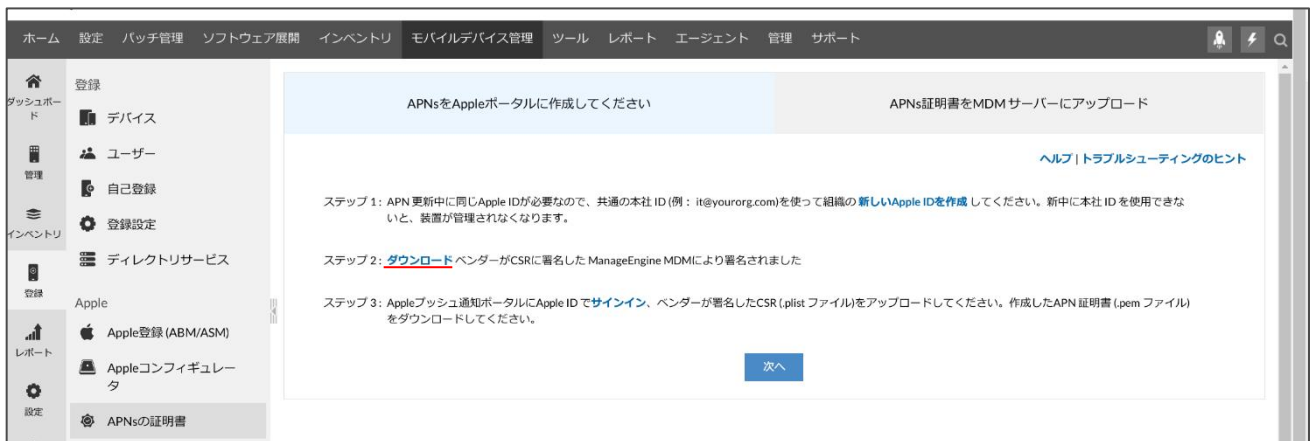 ホーム 設定 パッチ管理 ソフトウェア展開 インベントリ モバイルデバイス管理 ツール レポート エージェント 管理 サポート
ダッシュボー
ド
管理
インベントリ
登録
レポート
設定
登録
デバイス
ユーザー
自己登録
登録設定
ディレクトリサービス
Apple
Apple登録 (ABM/ASM)
Appleコンフィギュレー
タ
APNsの証明書
APNsをAppleポータルに作成してください
APNs証明書をMDM サーバーにアップロード
ヘルプ | トラブルシューティングのヒント
ステップ 1 : APN 更新中に同じApple IDが必要なので、共通の本社 ID (例： it@yourorg.com)を使って組織の 新しいApple IDを作成 してください。新中に本社 ID を使用できな
いと、装置が管理されなくなります。
ステップ 2 : ダウンロード ベンダーがCSRに署名した ManageEngine MDMにより署名されました
ステップ 3 : Appleプッシュ通知ポータルにApple ID でサインイン、ベンダーが署名したCSR (.plist ファイル)をアップロードしてください。作成したAPN 証明書 (.pem ファイル)
をダウンロードしてください。
次へ